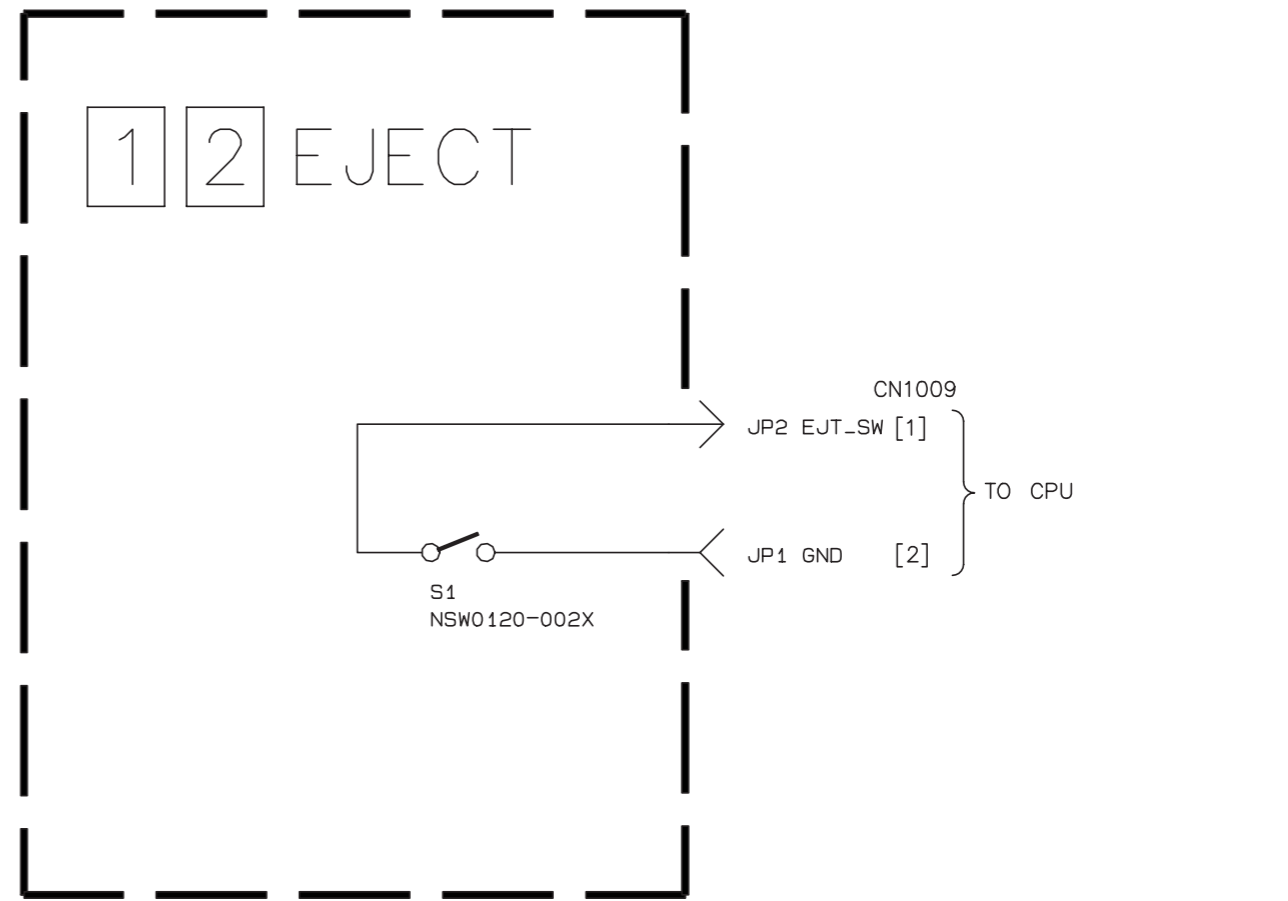 1 2 EJECT
CN1009
JP2 EJT_SW [1]
TO CPU
JP1 GND [2]
S1
NSW0120-002X